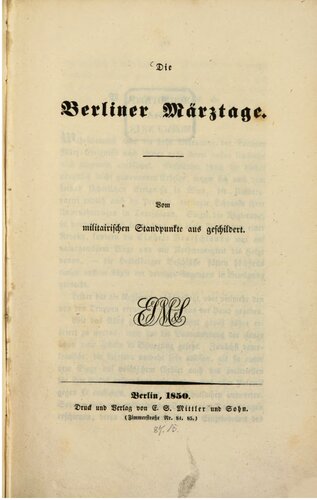 Die
Berliner Märztage.
Vom
militairischen Standpunkte aus geschildert.
Berlin, 1850.
Druck und Verlag von E. S. Mittler und Sohn.
(Zimmerstraße Nr. 84. 85.)